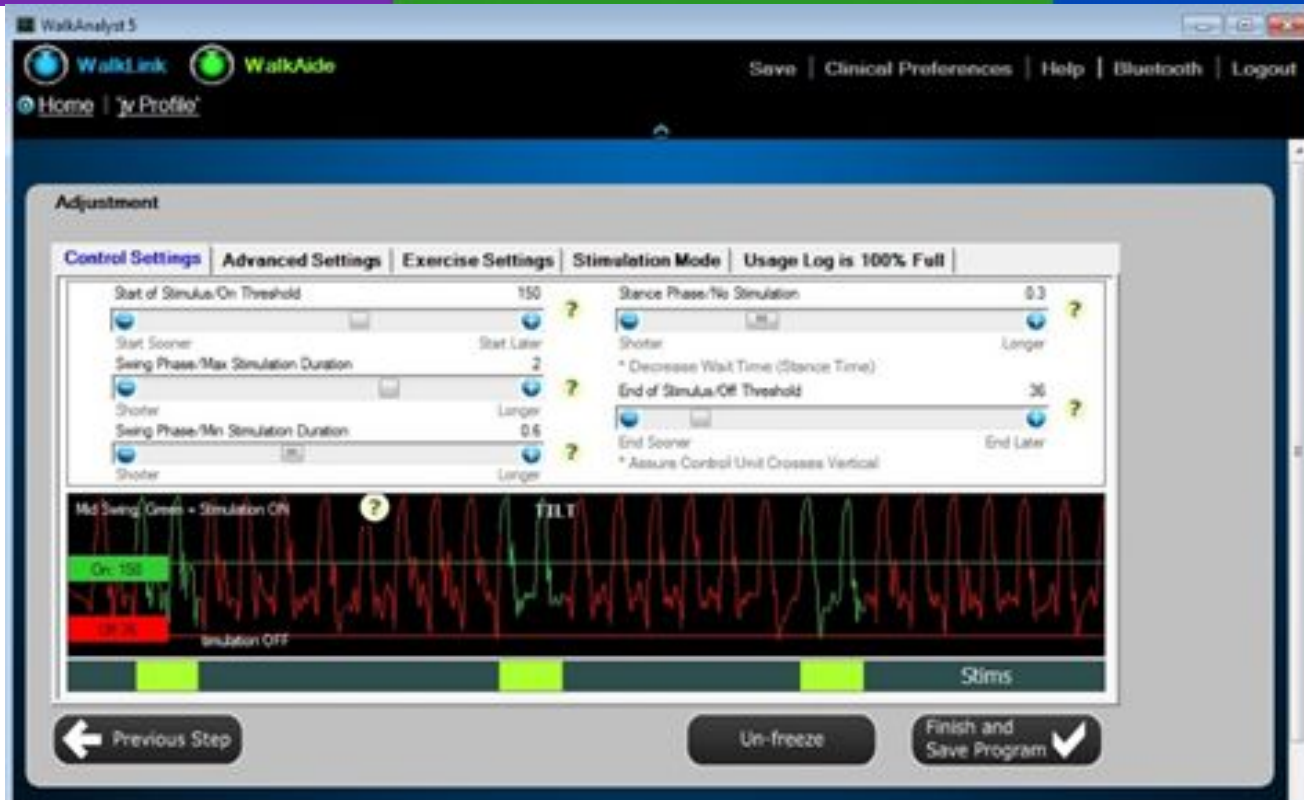 WalkAnalyst 5
WalkLink WalkAide
Save | Clinical Preferences | Help | Bluetooth | Logout
Home | 'jv Profile'
Adjustment
Control Settings | Advanced Settings | Exercise Settings | Stimulation Mode | Usage Log is 100% Full
Start of Stimulus/On Threshold 150 ?
Start Sooner Start Later
Swing Phase/Max Stimulation Duration 2
?
Shorter Longer
Swing Phase/Min Stimulation Duration 0.6
?
Shorter Longer
Stance Phase/No Stimulation 0.3
?
Shorter Longer
* Decrease Wait Time (Stance Time)
End of Stimulus/Off Threshold 36
?
End Sooner End Later
* Assure Control Unit Crosses Vertical
Mid Swing Green = Stimulation ON ? TILT
On: 150
Off 36
timulation OFF
Stims
Previous Step
Un-freeze
Finish and
Save Program